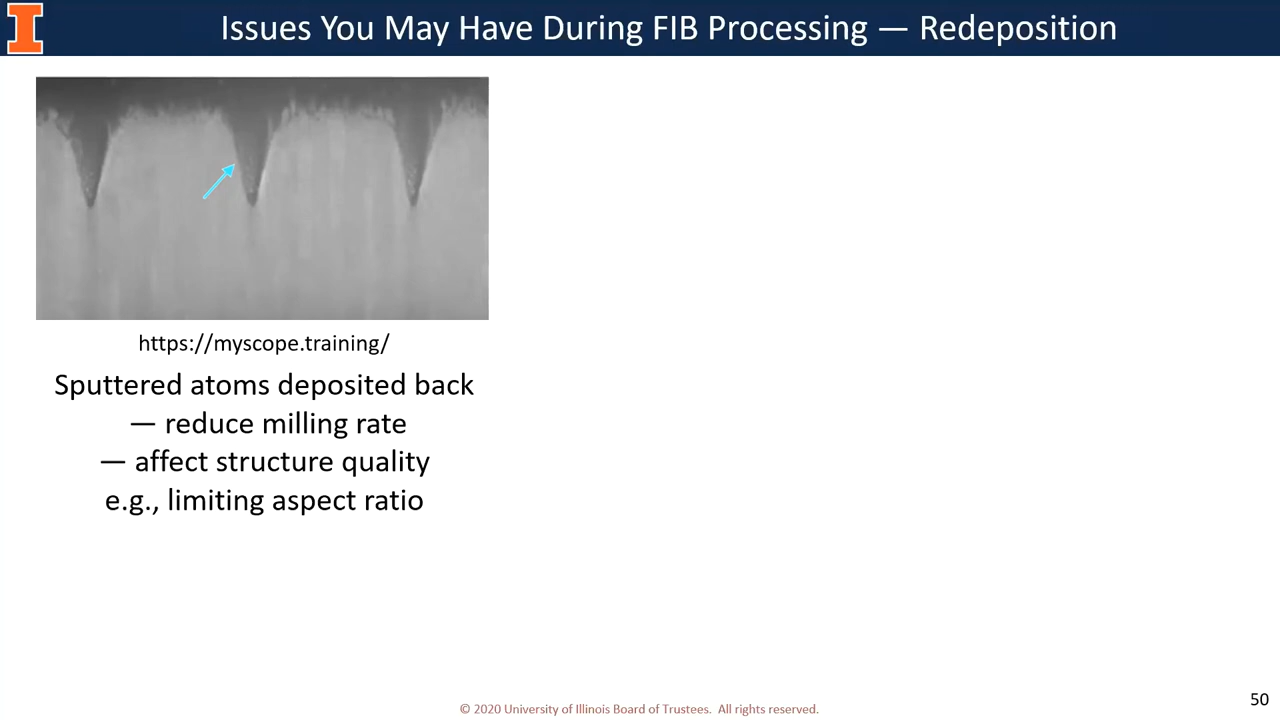 Issues You May Have During FIB Processing — Redeposition
https://myscope.training/
Sputtered atoms deposited back
— reduce milling rate
— affect structure quality
e.g., limiting aspect ratio
© 2020 University of Illinois Board of Trustees. All rights reserved.
50